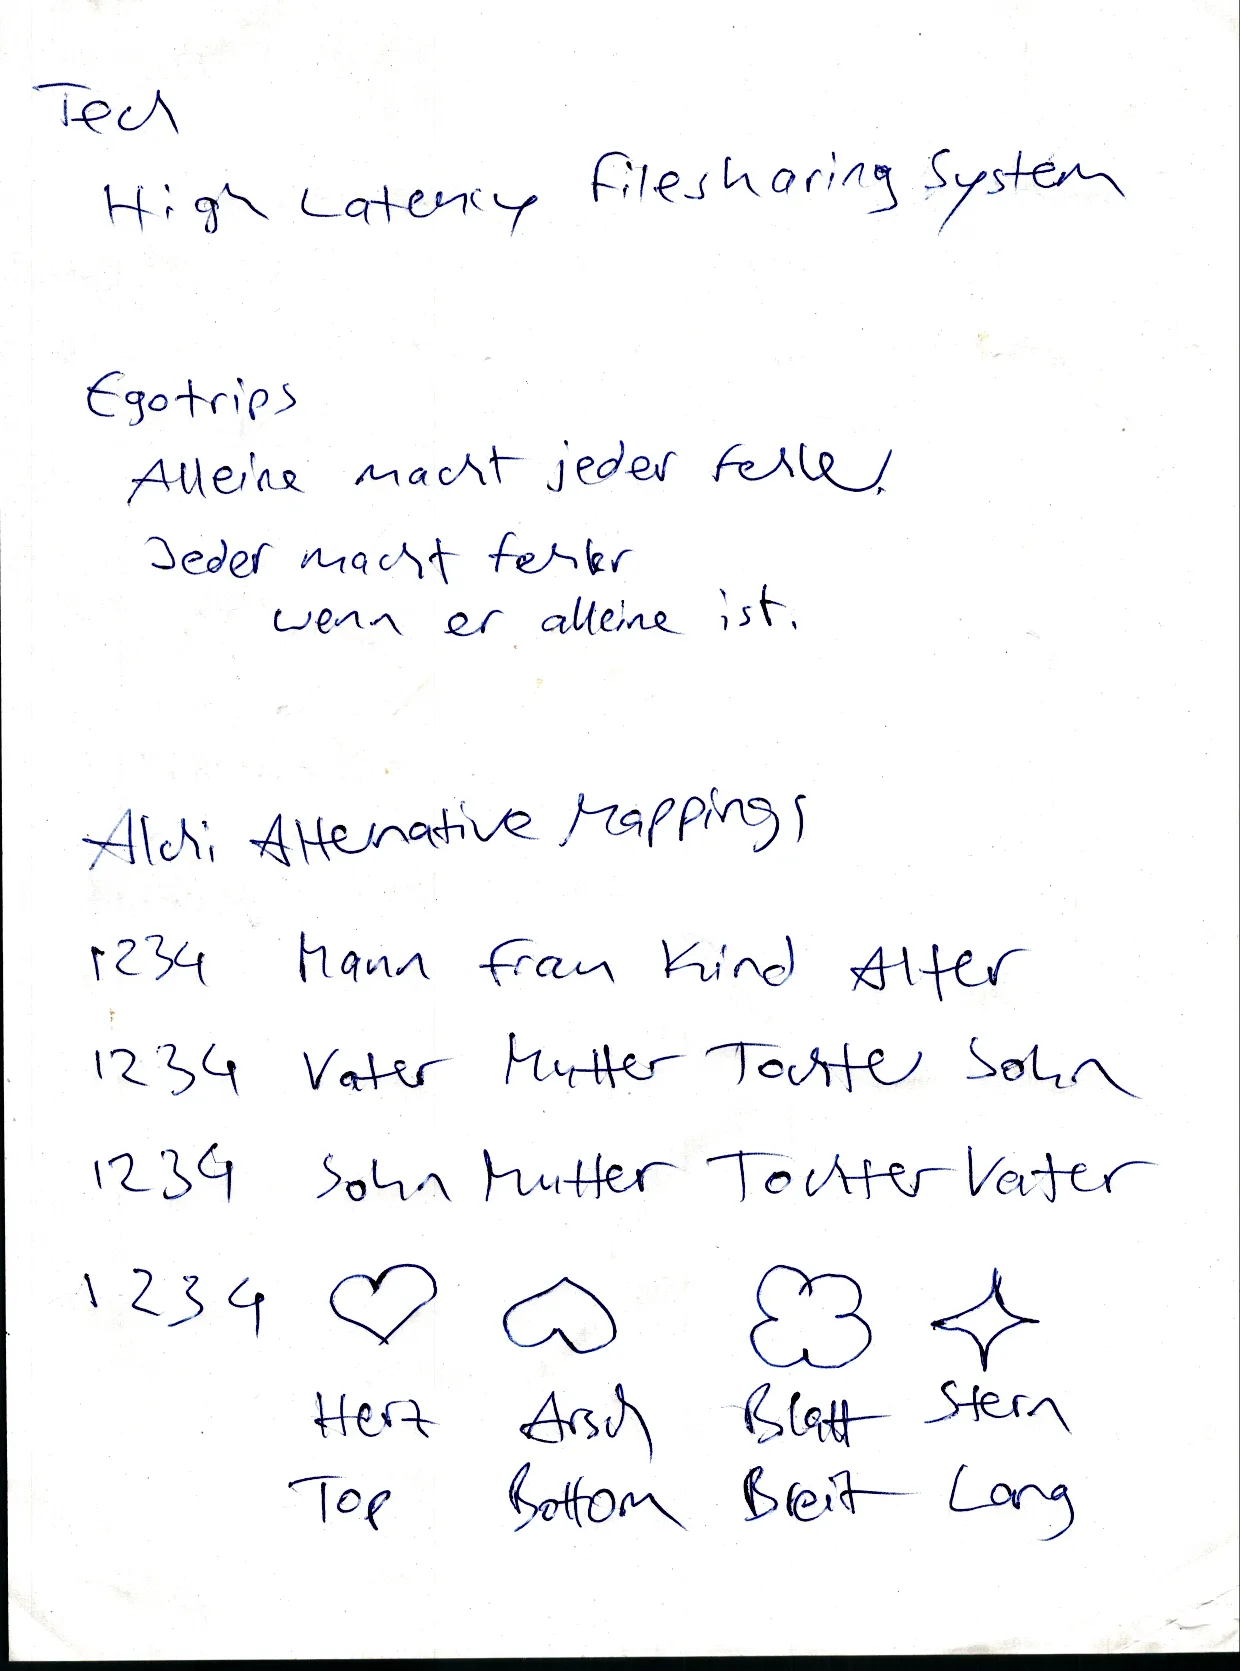 Tech
High Latency Filesharing System
Egotrips
Alleine macht jeder Fehler!
Jeder macht fehler
wenn er alleine ist.
Alchi Alternative Mappings
1234 Mann Frau Kind Alter
1234 Vater Mutter Tochter Sohn
1234 Sohn Mutter Tochter Vater
1234
Herz Arsch Blatt Stern
Top Bottom Breit Lang